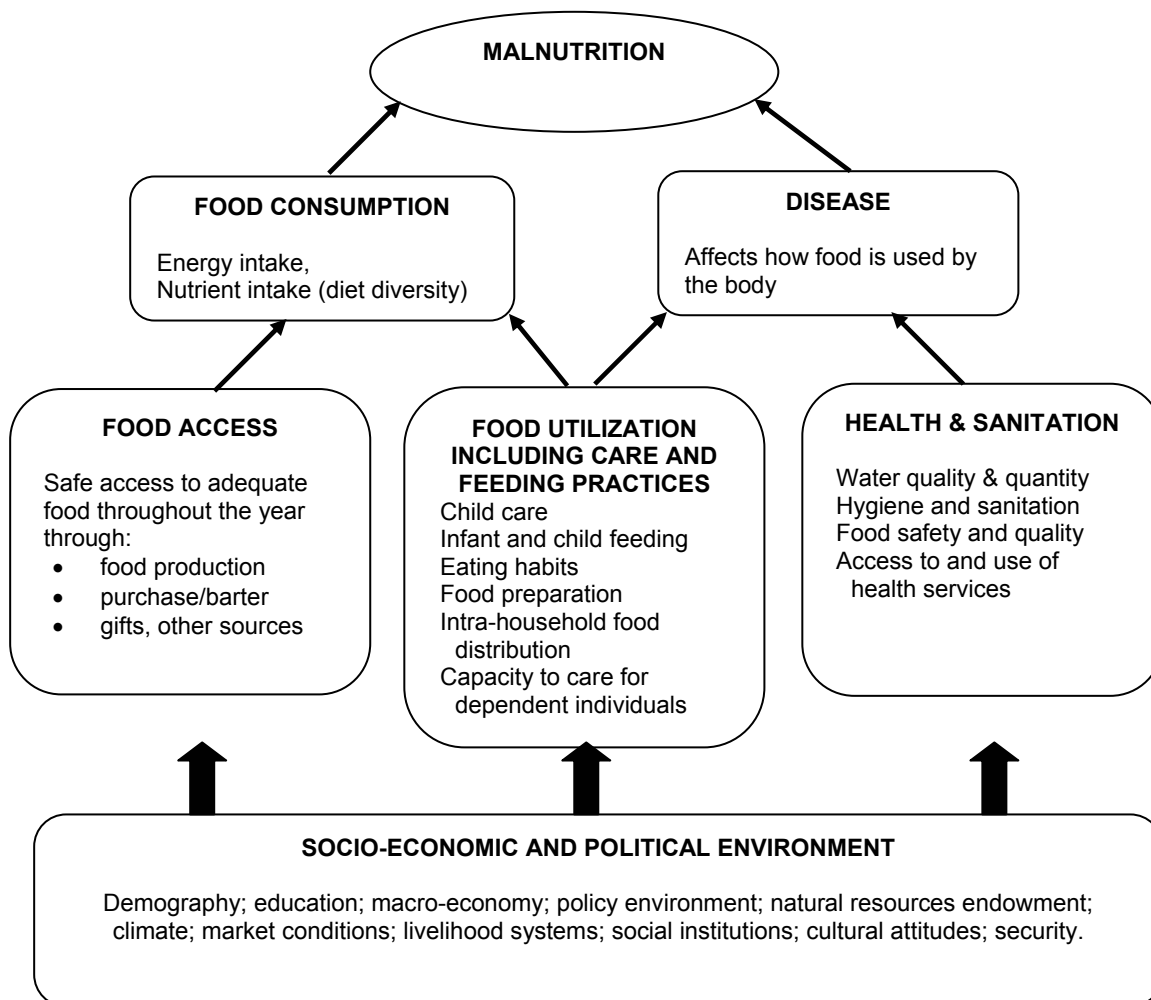 MALNUTRITION
FOOD CONSUMPTION
Energy intake,
Nutrient intake (diet diversity)
DISEASE
Affects how food is used by
the body
FOOD ACCESS
Safe access to adequate
food throughout the year
through:
• food production
• purchase/barter
• gifts, other sources
FOOD UTILIZATION
INCLUDING CARE AND
FEEDING PRACTICES
Child care
Infant and child feeding
Eating habits
Food preparation
Intra-household food
distribution
Capacity to care for
dependent individuals
HEALTH & SANITATION
Water quality & quantity
Hygiene and sanitation
Food safety and quality
Access to and use of
health services
SOCIO-ECONOMIC AND POLITICAL ENVIRONMENT
Demography; education; macro-economy; policy environment; natural resources endowment;
climate; market conditions; livelihood systems; social institutions; cultural attitudes; security.